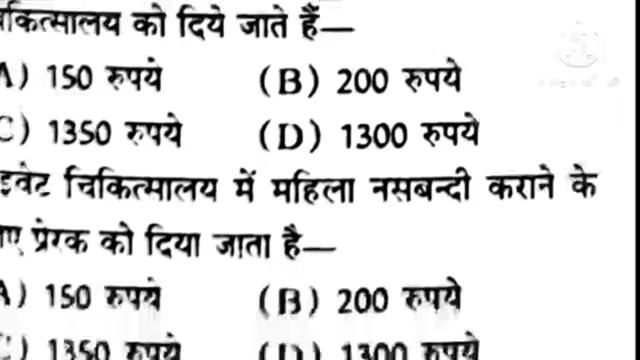 कित्सालय को दिये जाते हैं—
A) 150 रुपये (B) 200 रुपये
C) 1350 रुपये (D) 1300 रुपये
इवेट चिकित्सालय में महिला नसबन्दी कराने के
ए प्रेरक को दिया जाता है—
A) 150 रुपये (B) 200 रुपये
C) 1350 रुपये (D) 1300 रुपये